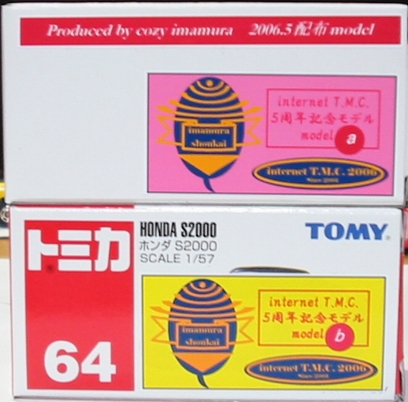 Produced by cozy imamura 2006.5 配布 model
imamura
shoukai
internet T.M.C.
5周年記念モデル
model a
internet T.M.C. 2006
Since 2001
トミカ
HONDA S2000
ホンダ S2000
SCALE 1/57
TOMY
64
imamura
shoukai
internet T.M.C.
5周年記念モデル
model b
internet T.M.C. 2006